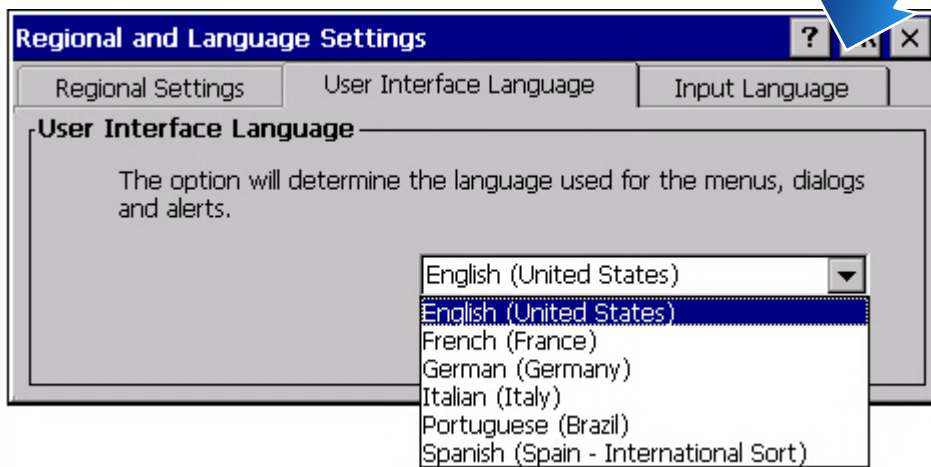 Regional and Language Settings ? ×
Regional Settings User Interface Language Input Language
User Interface Language
The option will determine the language used for the menus, dialogs
and alerts.
English (United States)
English (United States)
French (France)
German (Germany)
Italian (Italy)
Portuguese (Brazil)
Spanish (Spain - International Sort)